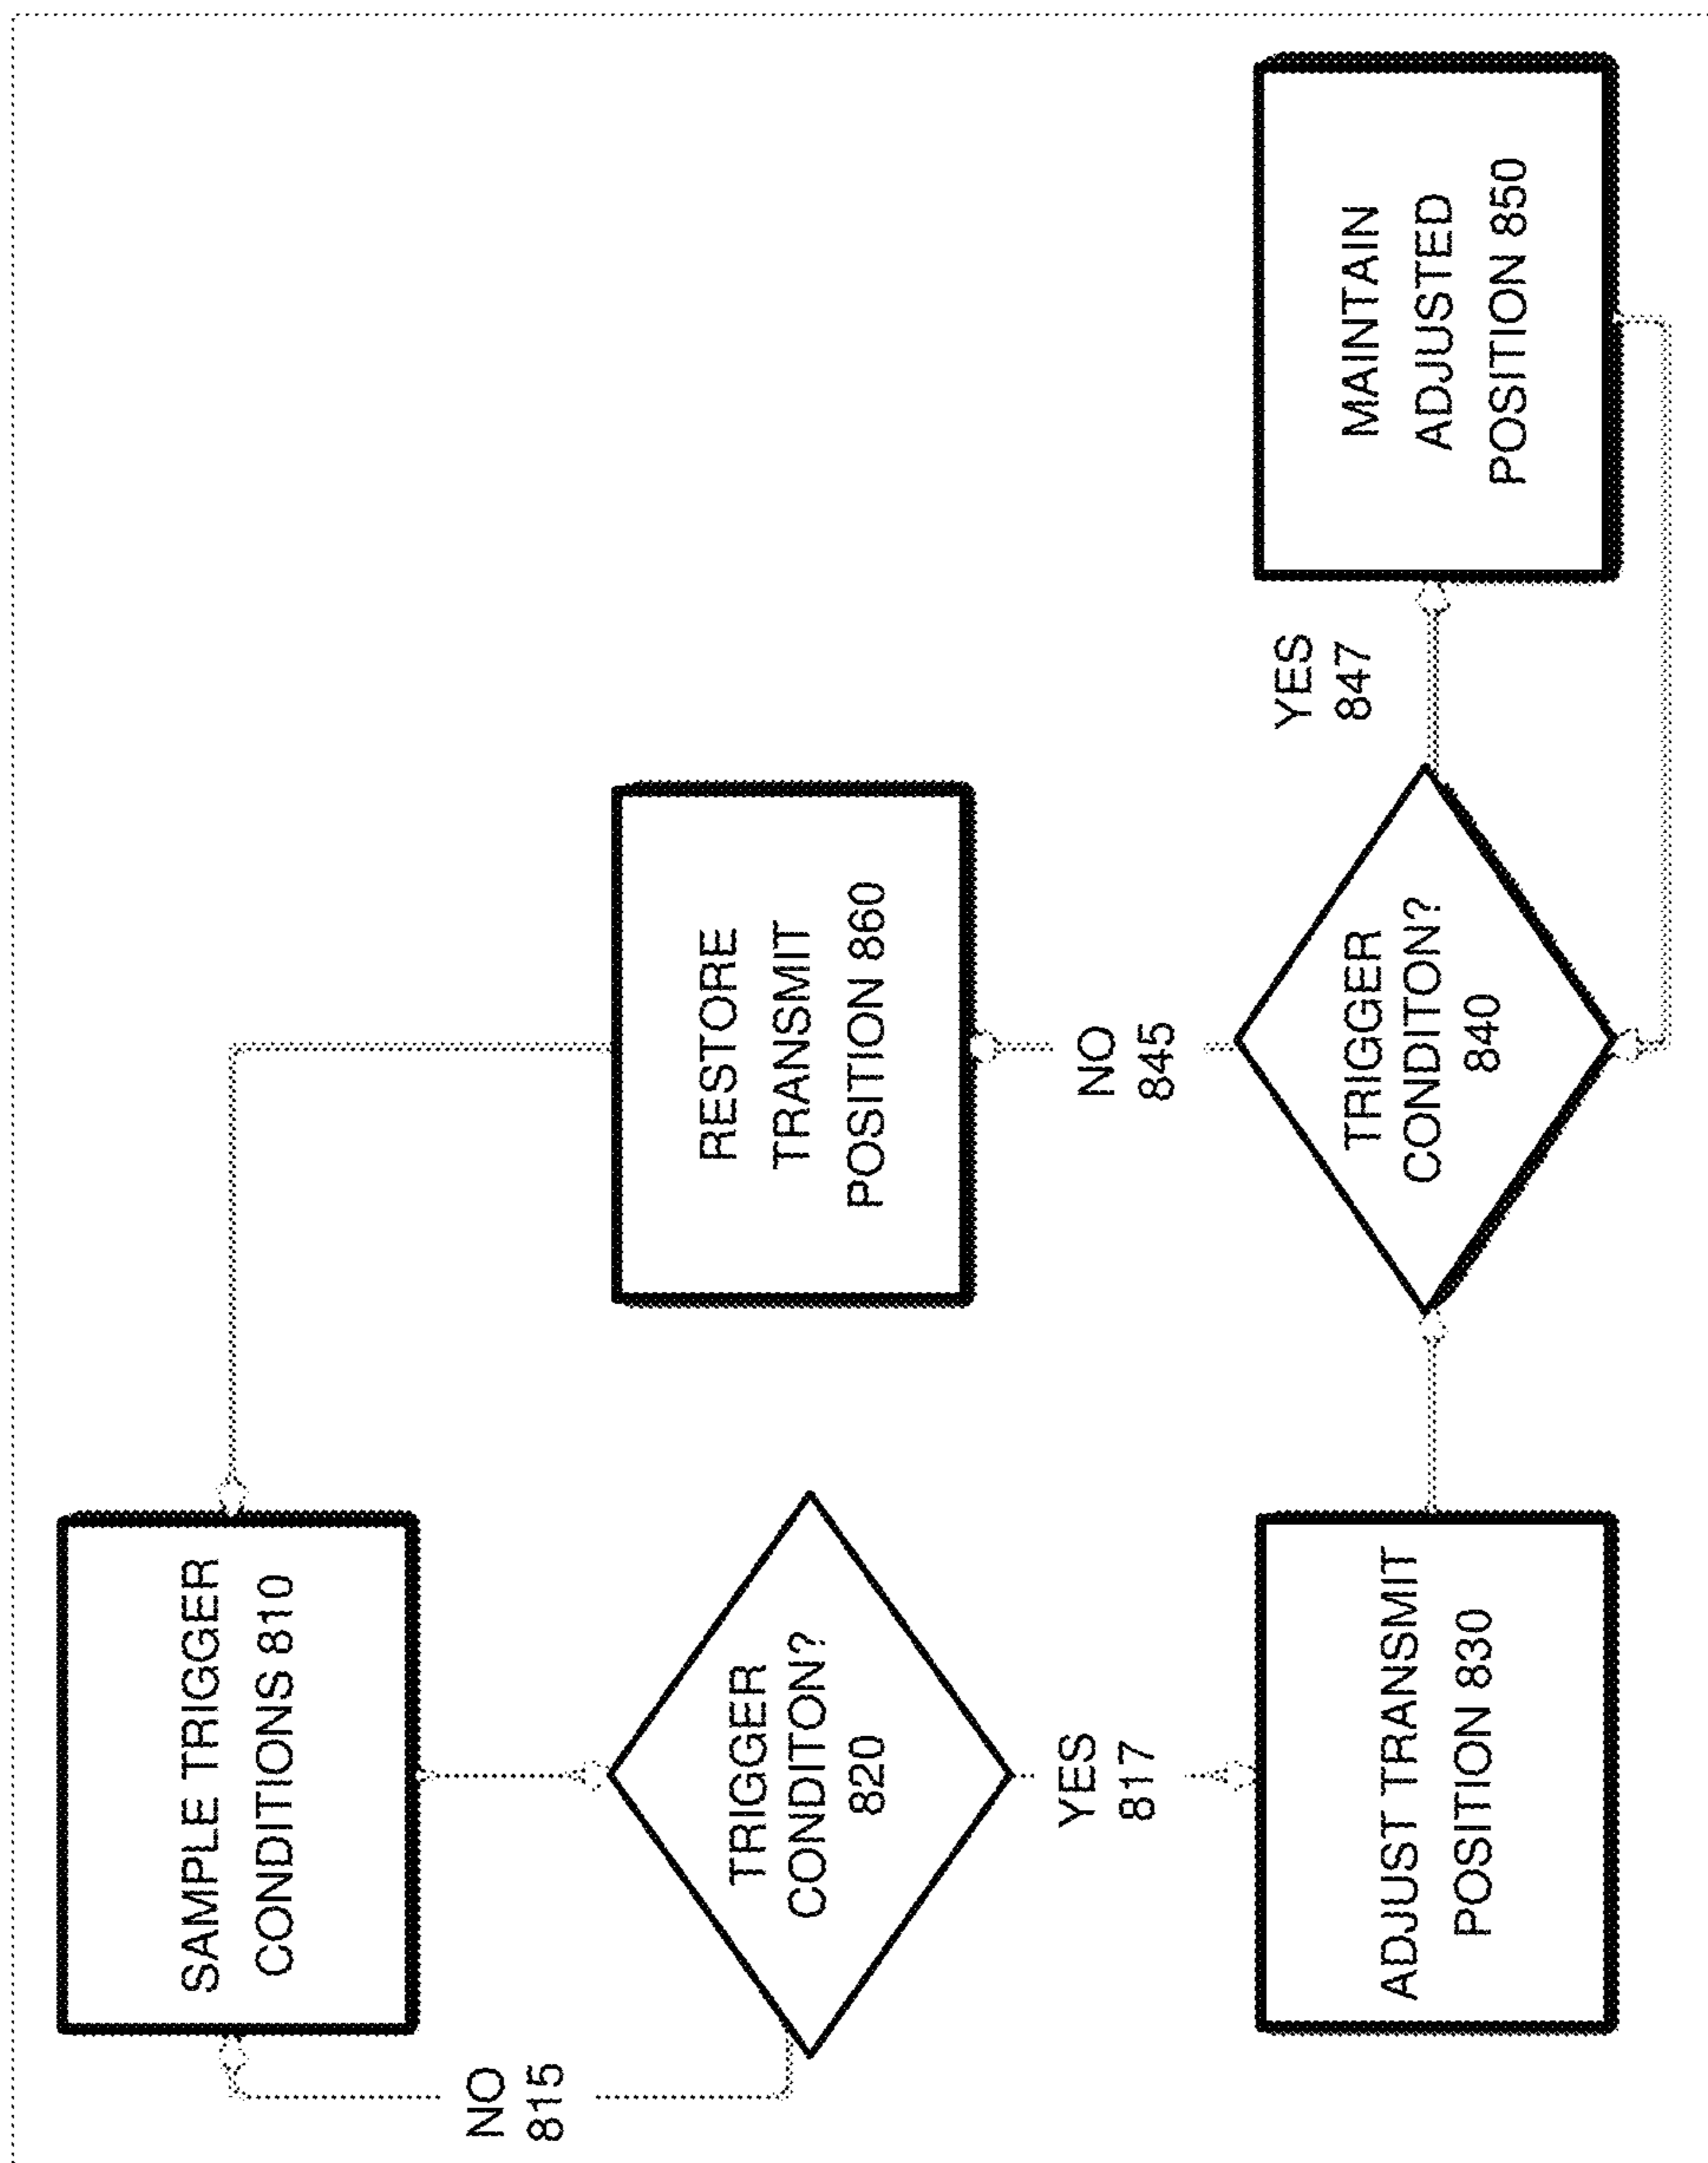 SAMPLE TRIGGER
CONDITIONS 810
NO
815
TRIGGER
CONDITON?
820
YES
817
ADJUST TRANSMIT
POSITION 830
RESTORE
TRANSMIT
POSITION 860
NO
845
TRIGGER
CONDITON?
840
YES
847
MAINTAIN
ADJUSTED
POSITION 850